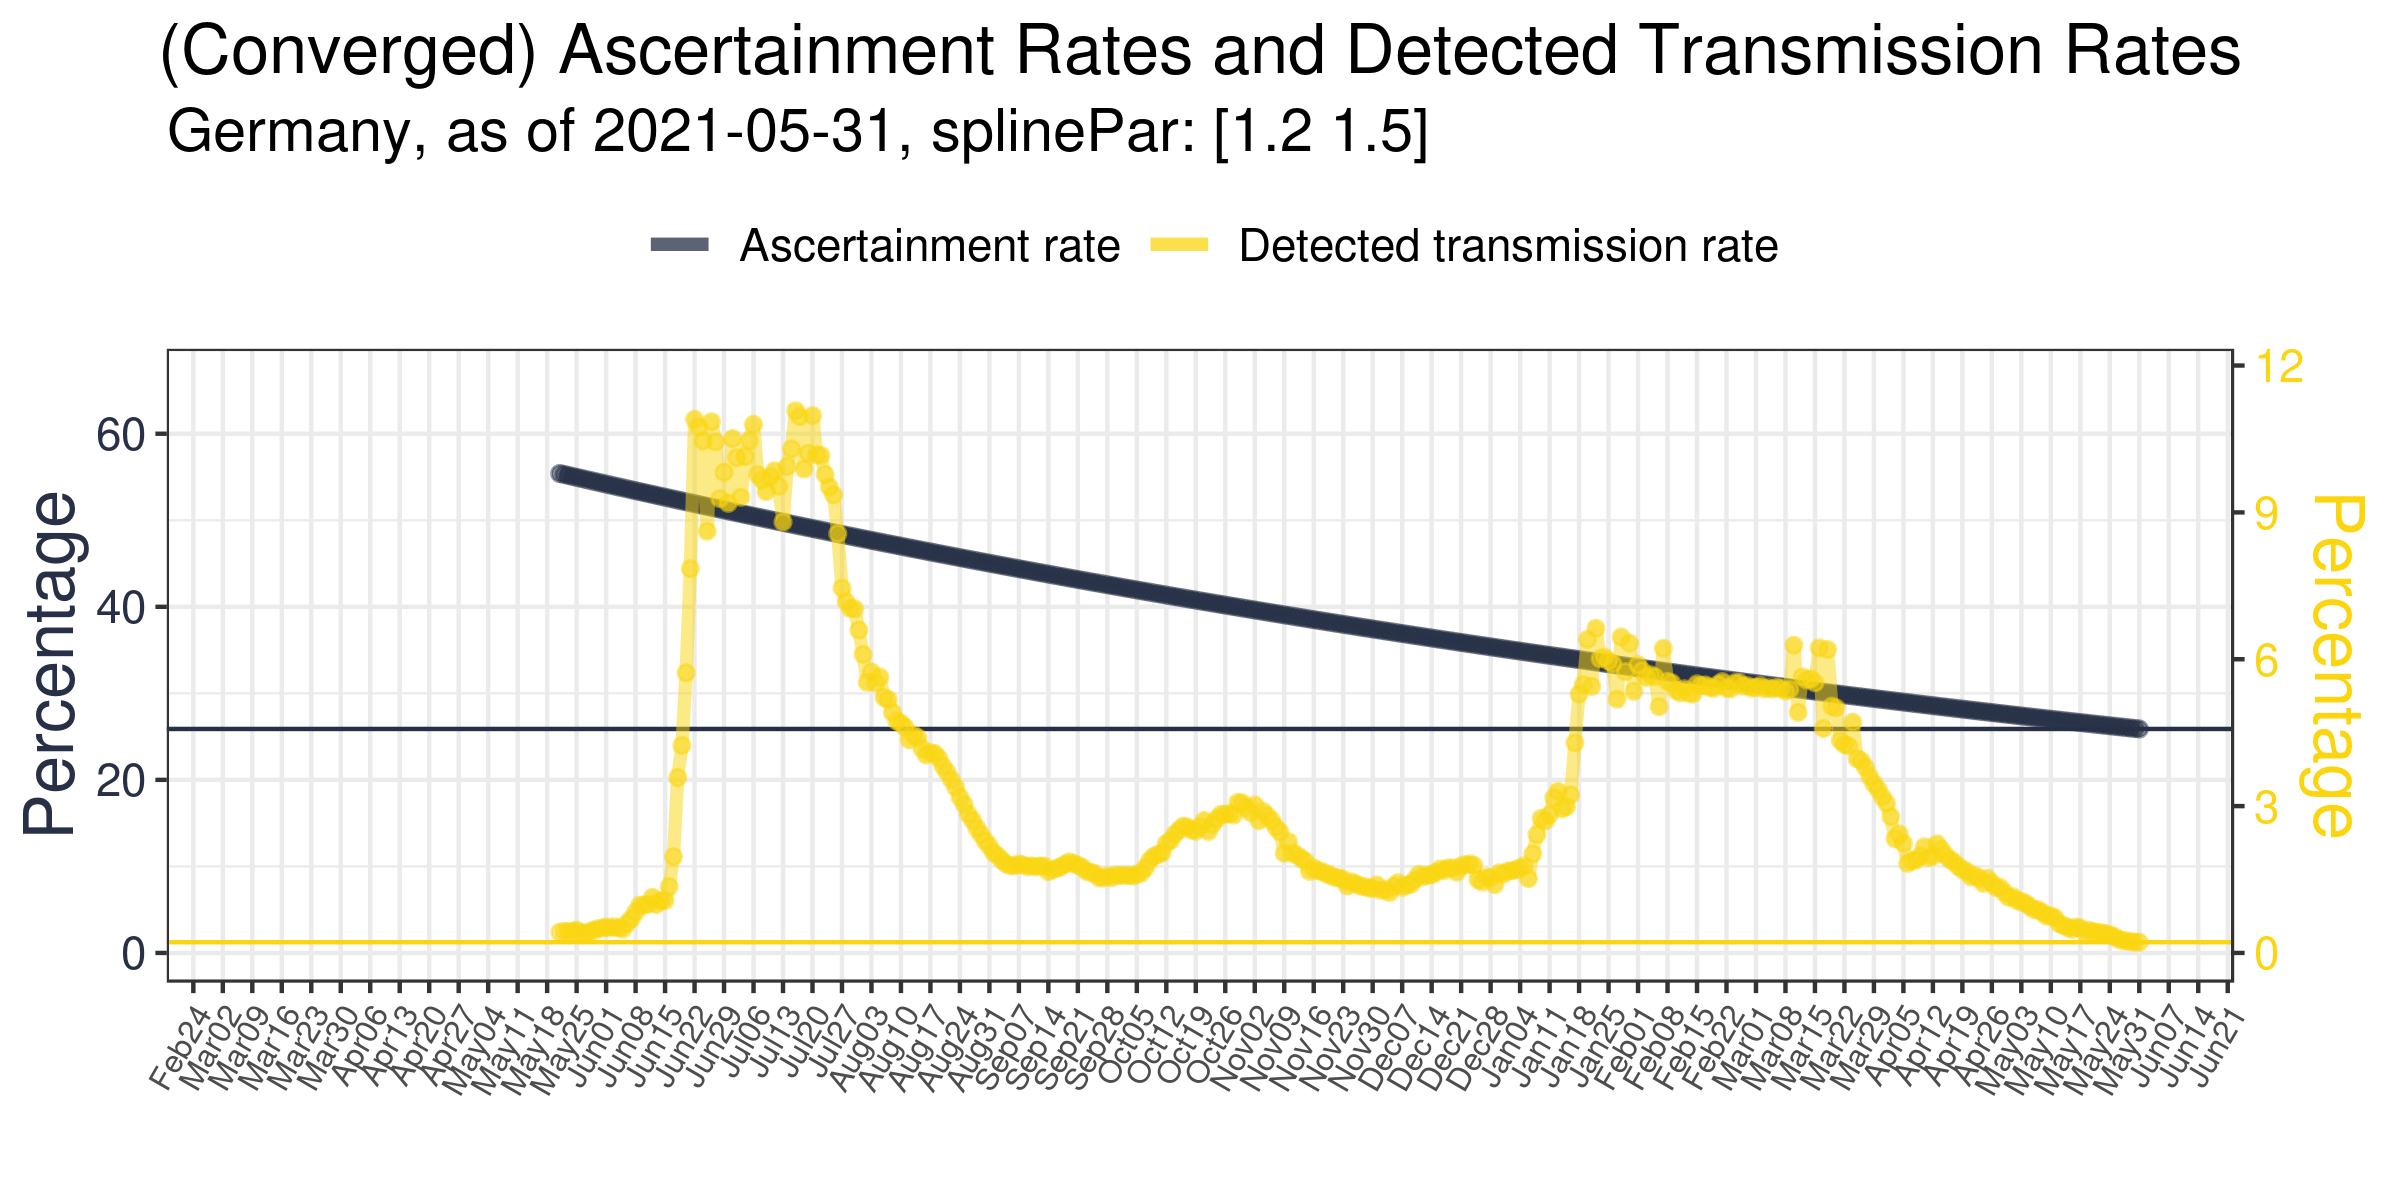 (Converged) Ascertainment Rates and Detected Transmission Rates
Germany, as of 2021-05-31, splinePar: [1.2 1.5]
Ascertainment rate Detected transmission rate
Percentage
60
40
20
0
12
9
6
3
0
Percentage
Feb24 Mar02 Mar09 Mar16 Mar23 Mar30 Apr06 Apr13 Apr20 Apr27 May04 May11 May18 May25 Jun01 Jun08 Jun15 Jun22 Jun29 Jul06 Jul13 Jul20 Jul27 Aug03 Aug10 Aug17 Aug24 Aug31 Sep07 Sep14 Sep21 Sep28 Oct05 Oct12 Oct19 Oct26 Nov02 Nov09 Nov16 Nov23 Nov30 Dec07 Dec14 Dec21 Dec28 Jan04 Jan11 Jan18 Jan25 Feb01 Feb08 Feb15 Feb22 Mar01 Mar08 Mar15 Mar22 Mar29 Apr05 Apr12 Apr19 Apr26 May03 May10 May17 May24 May31 Jun07 Jun14 Jun21